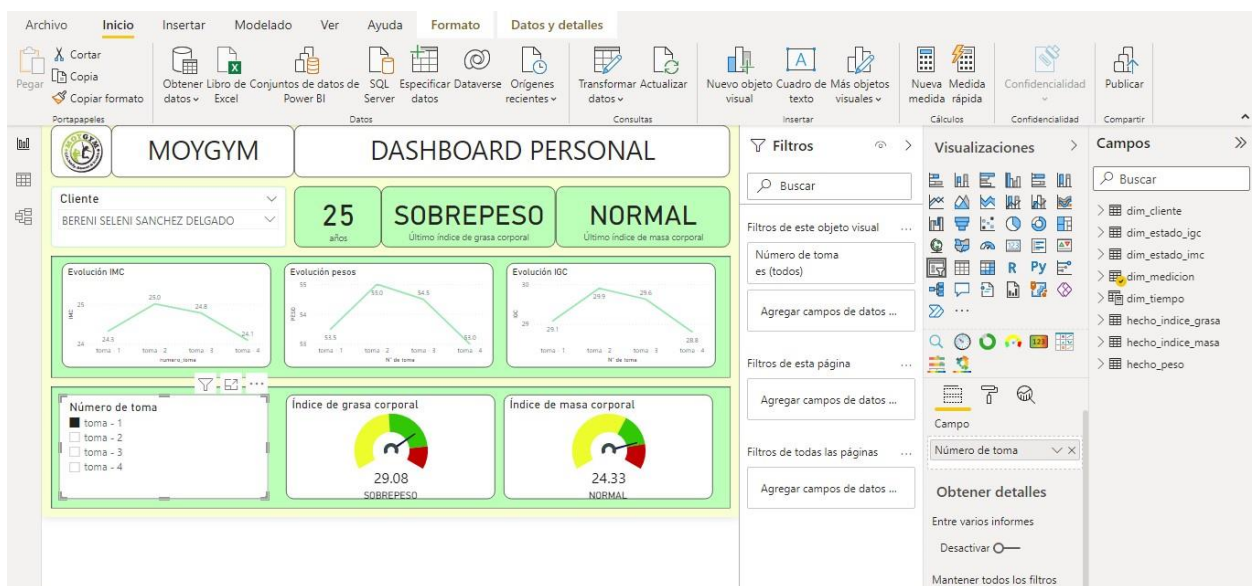 Archivo Inicio Insertar Modelado Ver Ayuda Formato Datos y detalles
Pegar
Cortar
Copia
Copiar formato
Portapapeles
Obtener datos
Libro de Excel
Conjuntos de datos de Power BI
SQL Server
Especificar datos
Dataverse
Orígenes recientes
Datos
Transformar datos
Actualizar
Consultas
Nuevo objeto visual
Cuadro de texto
Más objetos visuales
Insertar
Nueva medida
Medida rápida
Cálculos
Confidencialidad
Confidencialidad
Publicar
Compartir
MOYGYM
DASHBOARD PERSONAL
Cliente
BERENI SELENI SANCHEZ DELGADO
25
años
SOBREPESO
Último índice de grasa corporal
NORMAL
Último índice de masa corporal
Evolución IMC
IMC
25
24
24.3
25.0
24.8
24.1
toma - 1 toma - 2 toma - 3 toma - 4
numero_toma
Evolución pesos
PESO
55
54
53
53.5
55.0
54.5
53.0
toma - 1 toma - 2 toma - 3 toma - 4
N° de toma
Evolución IGC
IGC
30
29
29.1
29.9
29.6
28.8
toma - 1 toma - 2 toma - 3 toma - 4
N° de toma
Número de toma
toma - 1
toma - 2
toma - 3
toma - 4
Índice de grasa corporal
29.08
SOBREPESO
Índice de masa corporal
24.33
NORMAL
Filtros
Buscar
Filtros de este objeto visual ...
Número de toma
es (todos)
Agregar campos de datos ...
Filtros de esta página ...
Agregar campos de datos ...
Filtros de todas las páginas ...
Agregar campos de datos ...
Visualizaciones
R Py
123
Campo
Número de toma
Obtener detalles
Entre varios informes
Desactivar
Mantener todos los filtros
Campos
Buscar
dim_cliente
dim_estado_igc
dim_estado_imc
dim_medicion
dim_tiempo
hecho_indice_grasa
hecho_indice_masa
hecho_peso